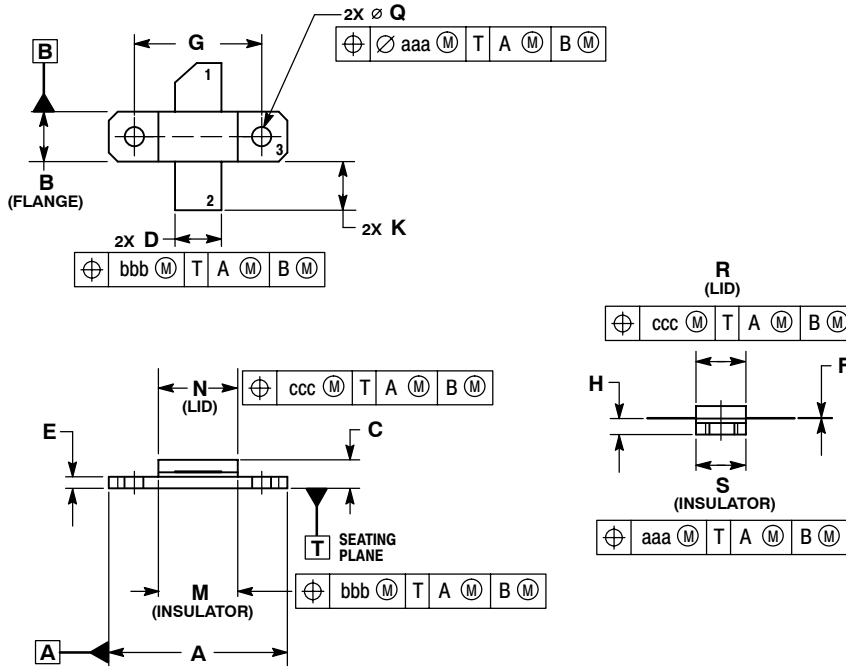 2X ⌀ Q
⌖ ⌀ aaa Ⓜ T A Ⓜ B Ⓜ
G
B
1
3
B
(FLANGE)
2
2X K
2X D
⌖ bbb Ⓜ T A Ⓜ B Ⓜ
R
(LID)
⌖ ccc Ⓜ T A Ⓜ B Ⓜ
N
(LID)
⌖ ccc Ⓜ T A Ⓜ B Ⓜ
H
F
E
C
S
(INSULATOR)
⌖ aaa Ⓜ T A Ⓜ B Ⓜ
T
SEATING
PLANE
M
(INSULATOR)
⌖ bbb Ⓜ T A Ⓜ B Ⓜ
A
A